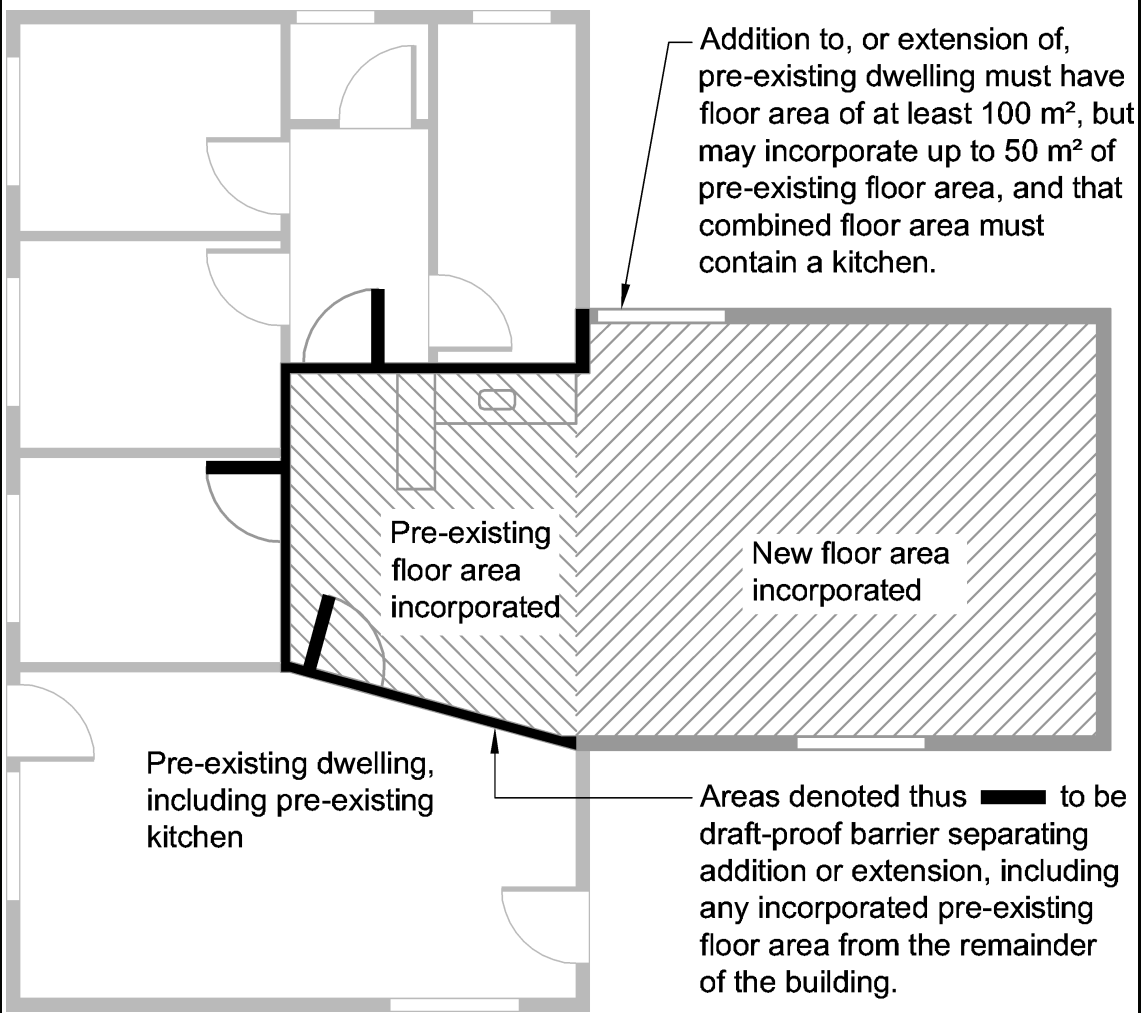 Addition to, or extension of,
pre-existing dwelling must have
floor area of at least 100 m², but
may incorporate up to 50 m² of
pre-existing floor area, and that
combined floor area must
contain a kitchen.
Pre-existing
floor area
incorporated
New floor area
incorporated
Pre-existing dwelling,
including pre-existing
kitchen
Areas denoted thus to be
draft-proof barrier separating
addition or extension, including
any incorporated pre-existing
floor area from the remainder
of the building.